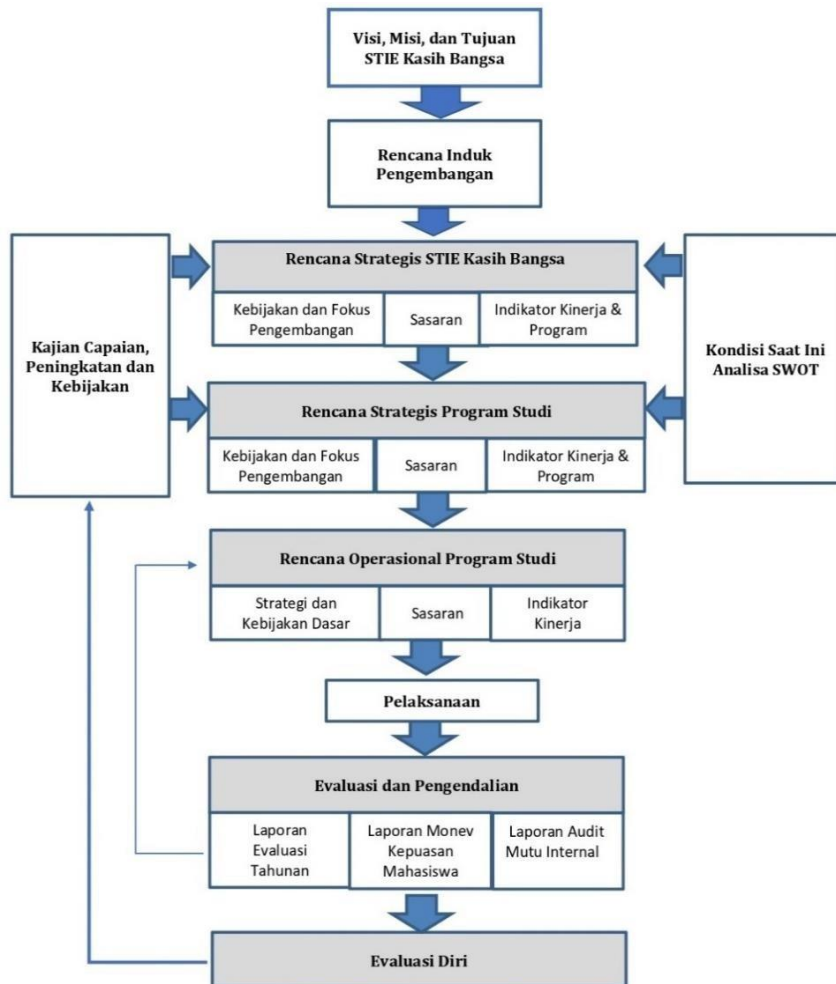 Visi, Misi, dan Tujuan
STIE Kasih Bangsa
Rencana Induk
Pengembangan
Rencana Strategis STIE Kasih Bangsa
Kebijakan dan Fokus
Pengembangan
Sasaran
Indikator Kinerja &
Program
Kajian Capaian,
Peningkatan dan
Kebijakan
Kondisi Saat Ini
Analisa SWOT
Rencana Strategis Program Studi
Kebijakan dan Fokus
Pengembangan
Sasaran
Indikator Kinerja &
Program
Rencana Operasional Program Studi
Strategi dan
Kebijakan Dasar
Sasaran
Indikator
Kinerja
Pelaksanaan
Evaluasi dan Pengendalian
Laporan
Evaluasi
Tahunan
Laporan Monev
Kepuasan
Mahasiswa
Laporan Audit
Mutu Internal
Evaluasi Diri